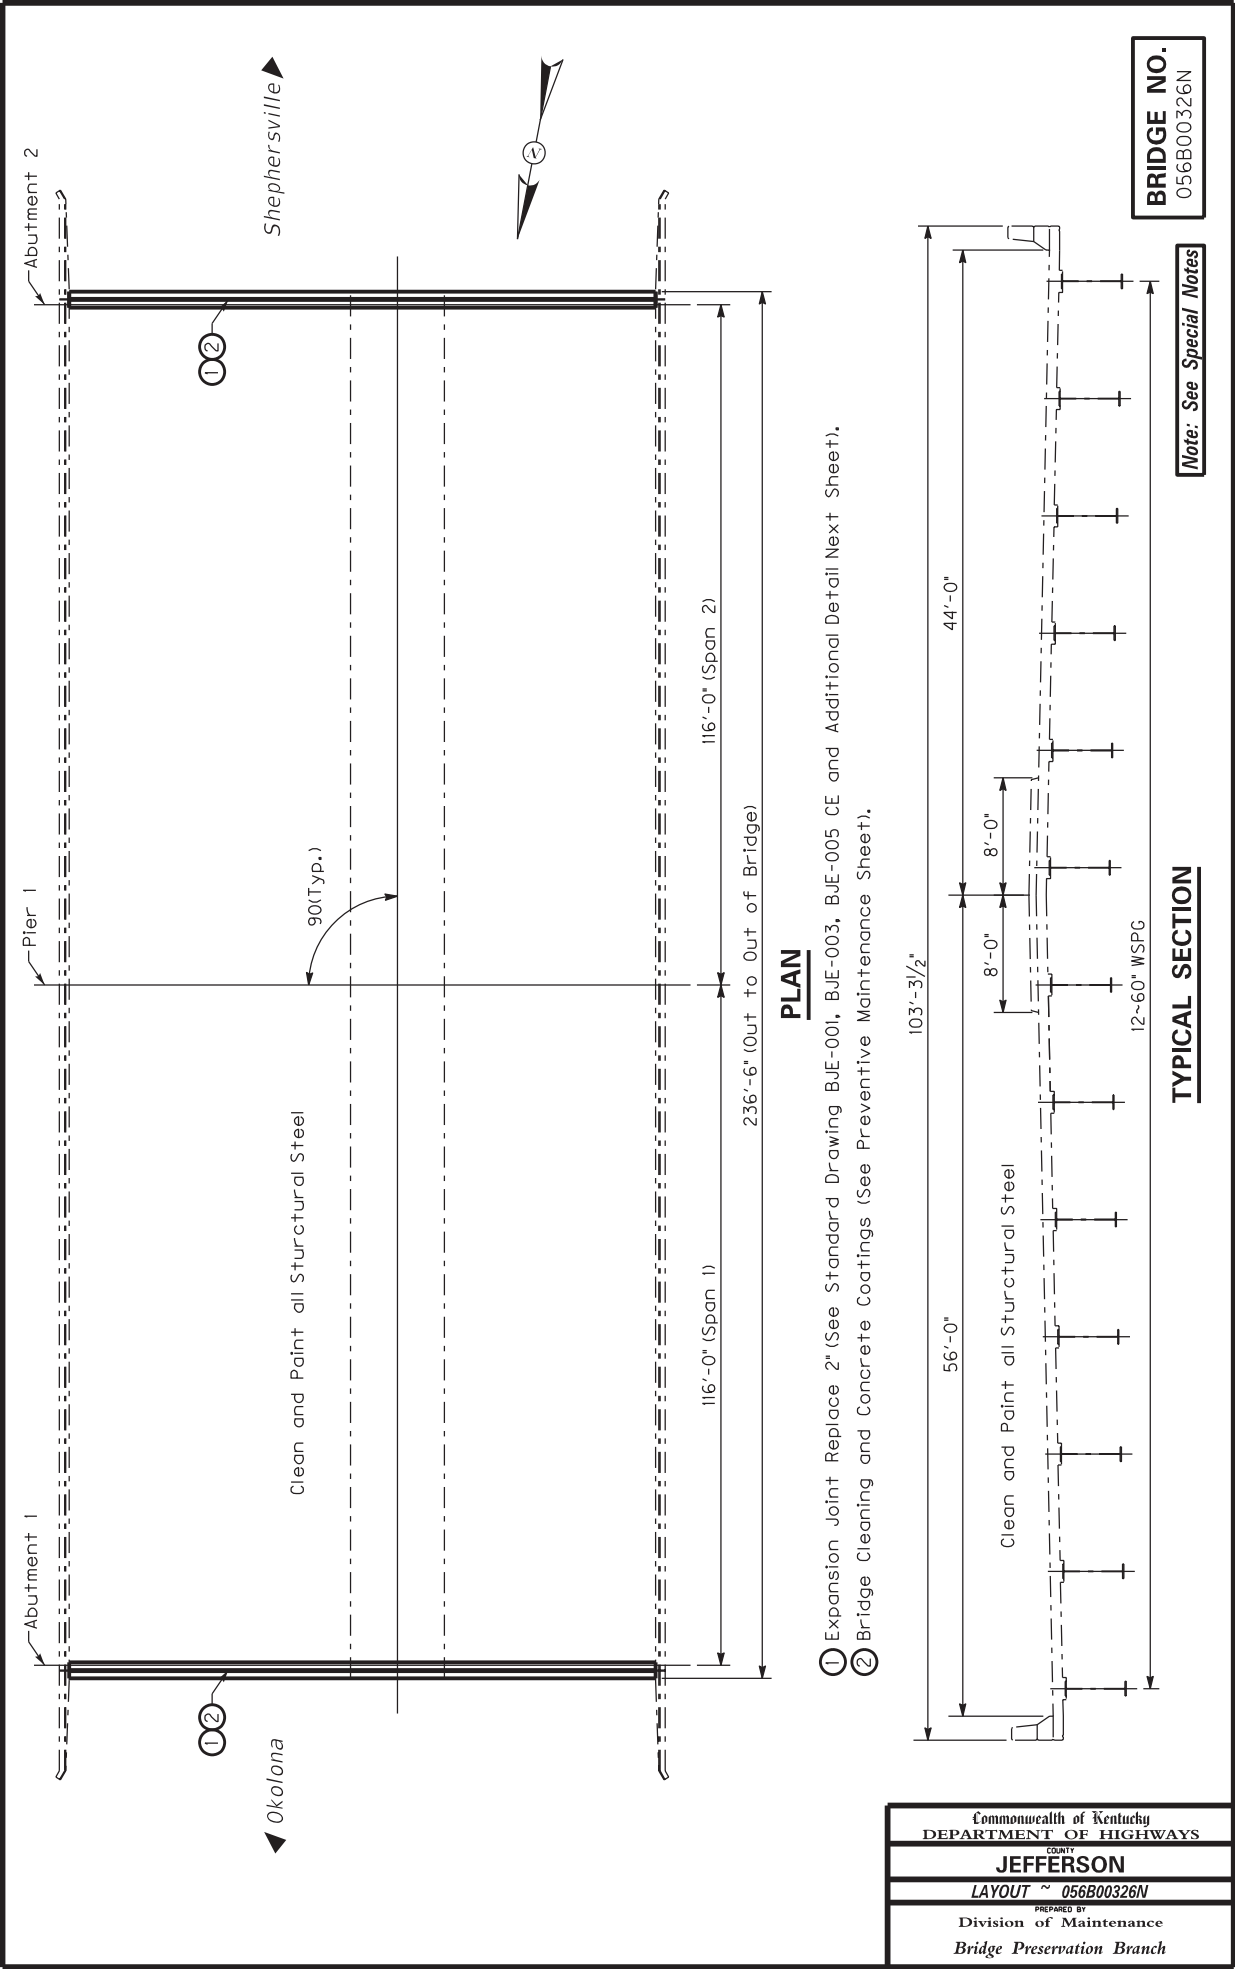 Abutment 1
Pier 1
Abutment 2
Okolona
Shephersville
1 2
1 2
N
90(Typ.)
Clean and Paint all Sturctural Steel
116'-0" (Span 1)
116'-0" (Span 2)
236'-6" (Out to Out of Bridge)
PLAN
1 Expansion Joint Replace 2" (See Standard Drawing BJE-001, BJE-003, BJE-005 CE and Additional Detail Next Sheet).
2 Bridge Cleaning and Concrete Coatings (See Preventive Maintenance Sheet).
103'-3½"
56'-0"
44'-0"
8'-0"
8'-0"
Clean and Paint all Sturctural Steel
12~60" WSPG
TYPICAL SECTION
Note: See Special Notes
BRIDGE NO.
056B00326N
Commonwealth of Kentucky
DEPARTMENT OF HIGHWAYS
COUNTY
JEFFERSON
LAYOUT ~ 056B00326N
PREPARED BY
Division of Maintenance
Bridge Preservation Branch